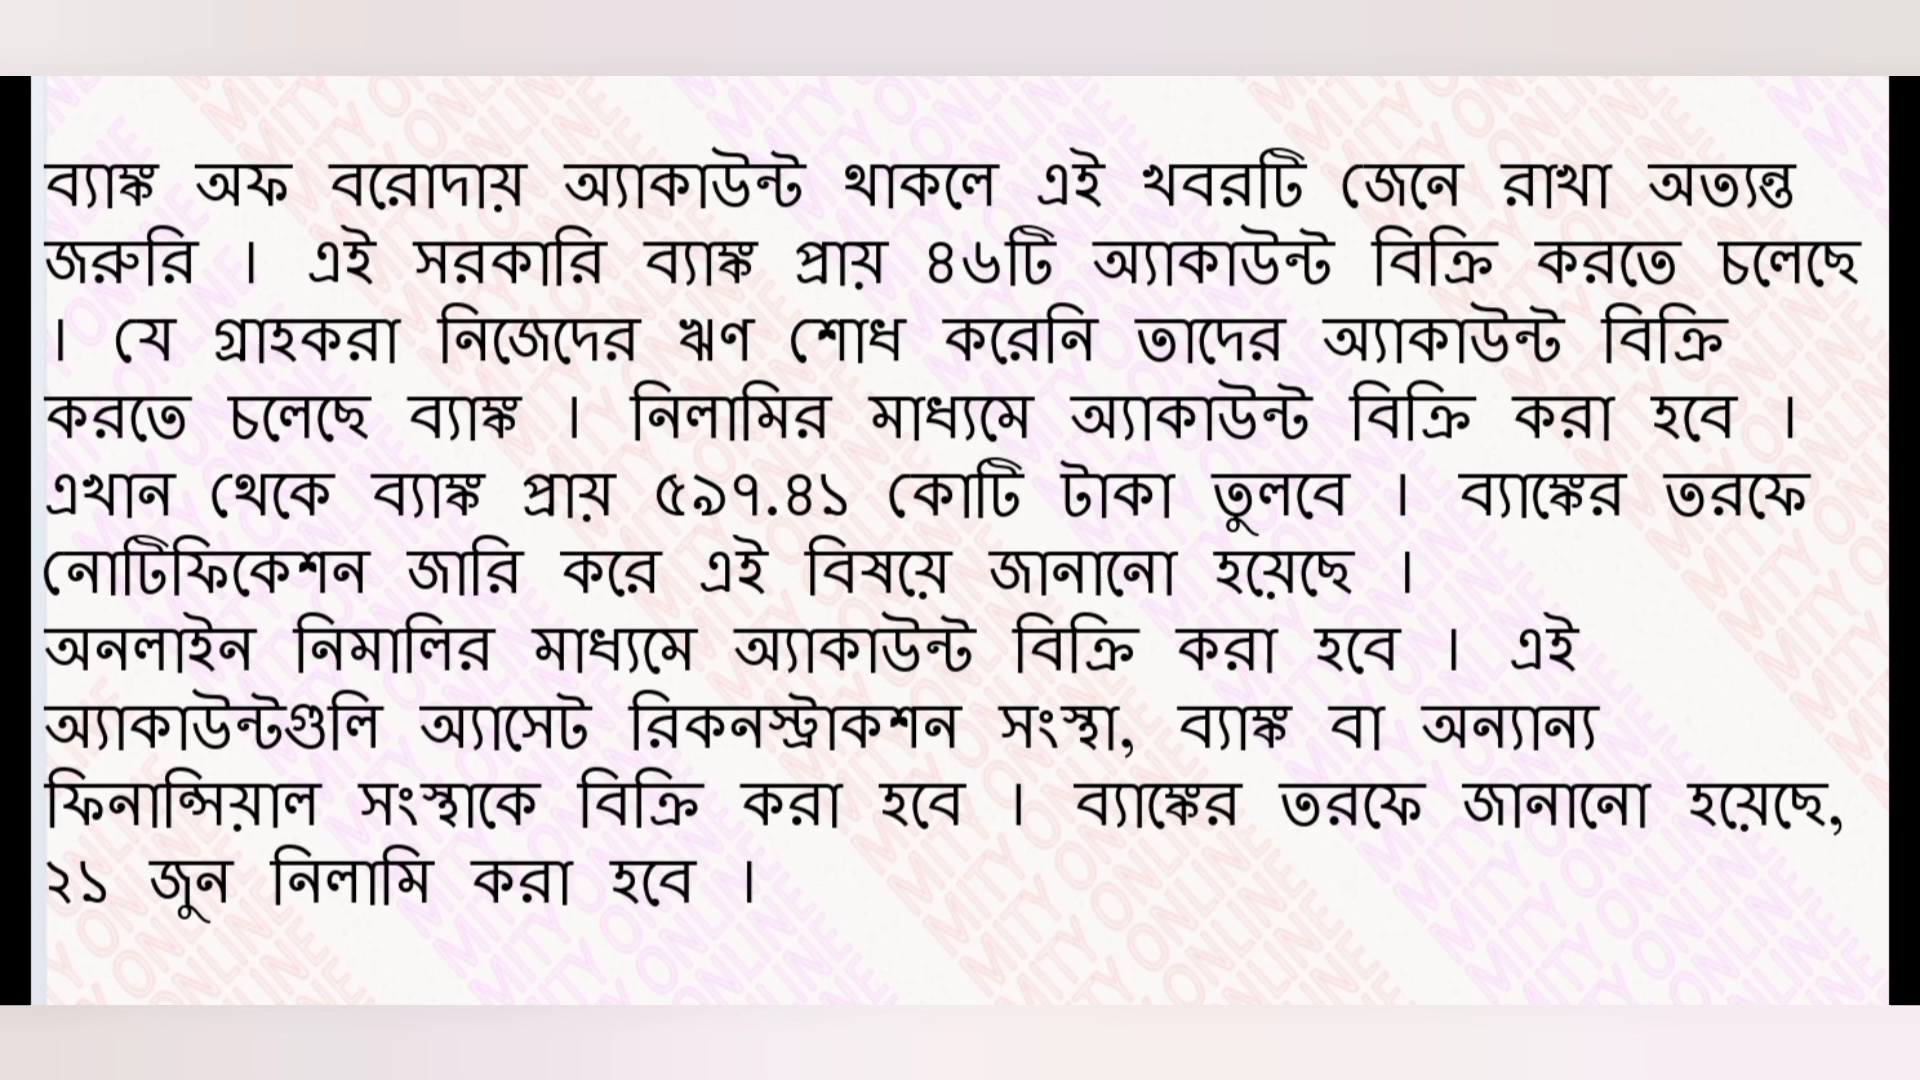 ব্যাঙ্ক অফ বরোদায় অ্যাকাউন্ট থাকলে এই খবরটি জেনে রাখা অত্যন্ত
জরুরি । এই সরকারি ব্যাঙ্ক প্রায় ৪৬টি অ্যাকাউন্ট বিক্রি করতে চলেছে
। যে গ্রাহকরা নিজেদের ঋণ শোধ করেনি তাদের অ্যাকাউন্ট বিক্রি
করতে চলেছে ব্যাঙ্ক । নিলামির মাধ্যমে অ্যাকাউন্ট বিক্রি করা হবে ।
এখান থেকে ব্যাঙ্ক প্রায় ৫৯৭.৪১ কোটি টাকা তুলবে । ব্যাঙ্কের তরফে
নোটিফিকেশন জারি করে এই বিষয়ে জানানো হয়েছে ।
অনলাইন নিমালির মাধ্যমে অ্যাকাউন্ট বিক্রি করা হবে । এই
অ্যাকাউন্টগুলি অ্যাসেট রিকনস্ট্রাকশন সংস্থা, ব্যাঙ্ক বা অন্যান্য
ফিনান্সিয়াল সংস্থাকে বিক্রি করা হবে । ব্যাঙ্কের তরফে জানানো হয়েছে,
২১ জুন নিলামি করা হবে ।